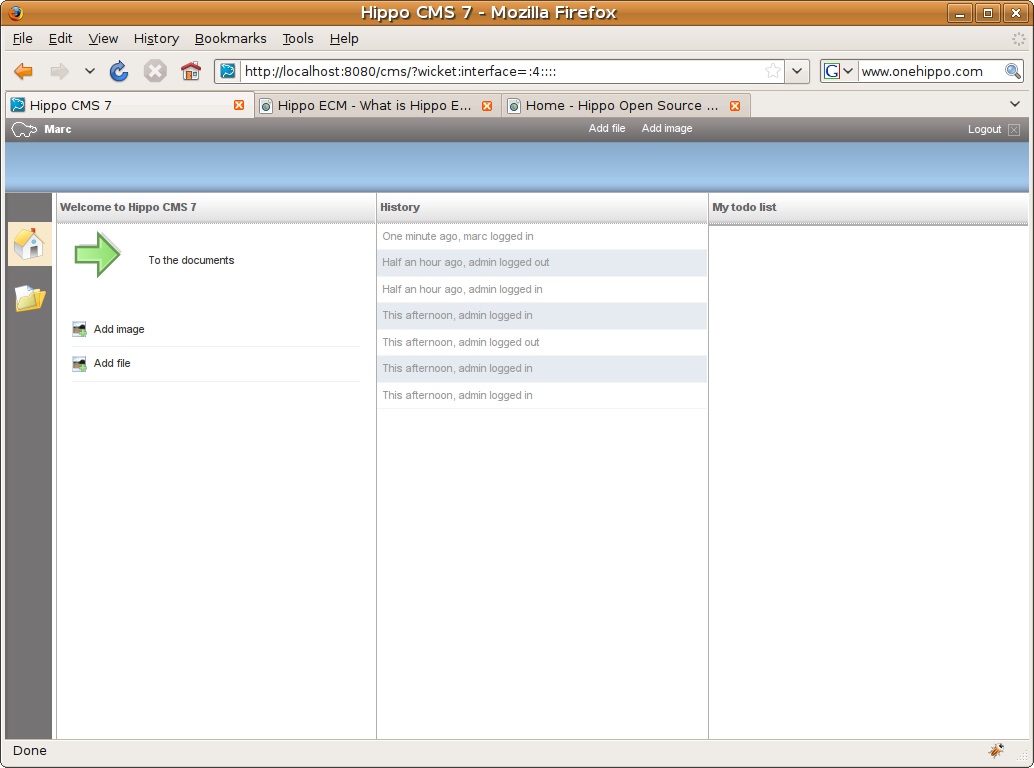 Hippo CMS 7 - Mozilla Firefox
File Edit View History Bookmarks Tools Help
http://localhost:8080/cms/?wicket:interface=:4:::: G www.onehippo.com
Hippo CMS 7 Hippo ECM - What is Hippo E... Home - Hippo Open Source ...
Marc Add file Add image Logout
Welcome to Hippo CMS 7 History My todo list
One minute ago, marc logged in
To the documents Half an hour ago, admin logged out
Half an hour ago, admin logged in
This afternoon, admin logged in
Add image This afternoon, admin logged out
Add file This afternoon, admin logged in
This afternoon, admin logged in
Done